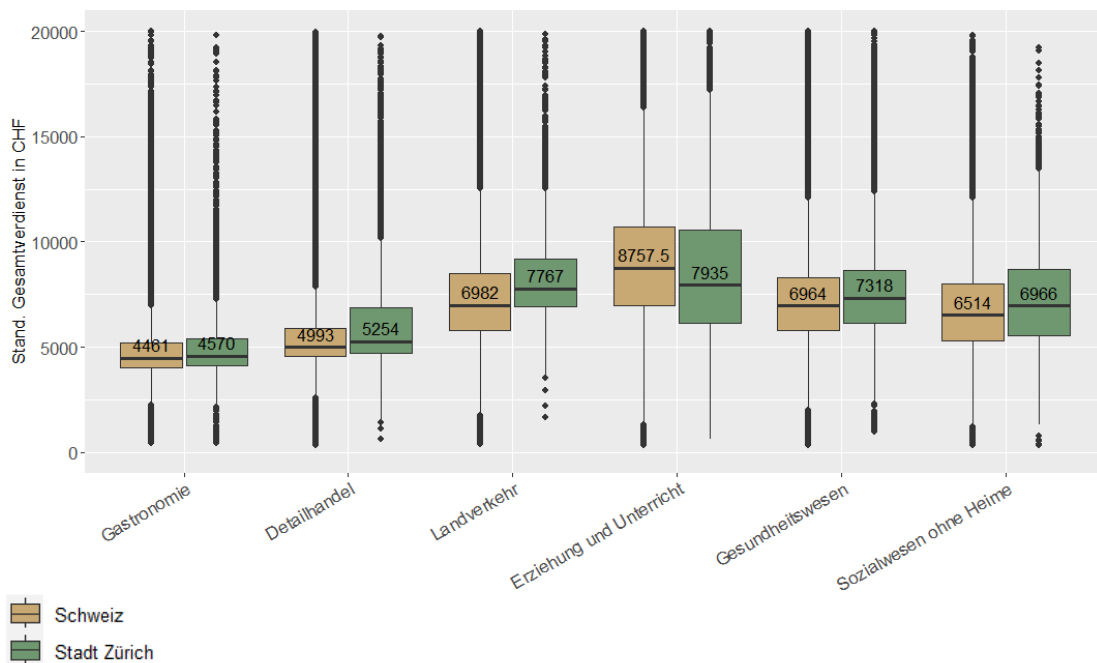 Stand. Gesamtverdienst in CHF
20000
15000
10000
5000
0
4461
4570
4993
5254
6982
7767
8757.5
7935
6964
7318
6514
6966
Gastronomie
Detailhandel
Landverkehr
Erziehung und Unterricht
Gesundheitswesen
Sozialwesen ohne Heime
Schweiz
Stadt Zürich